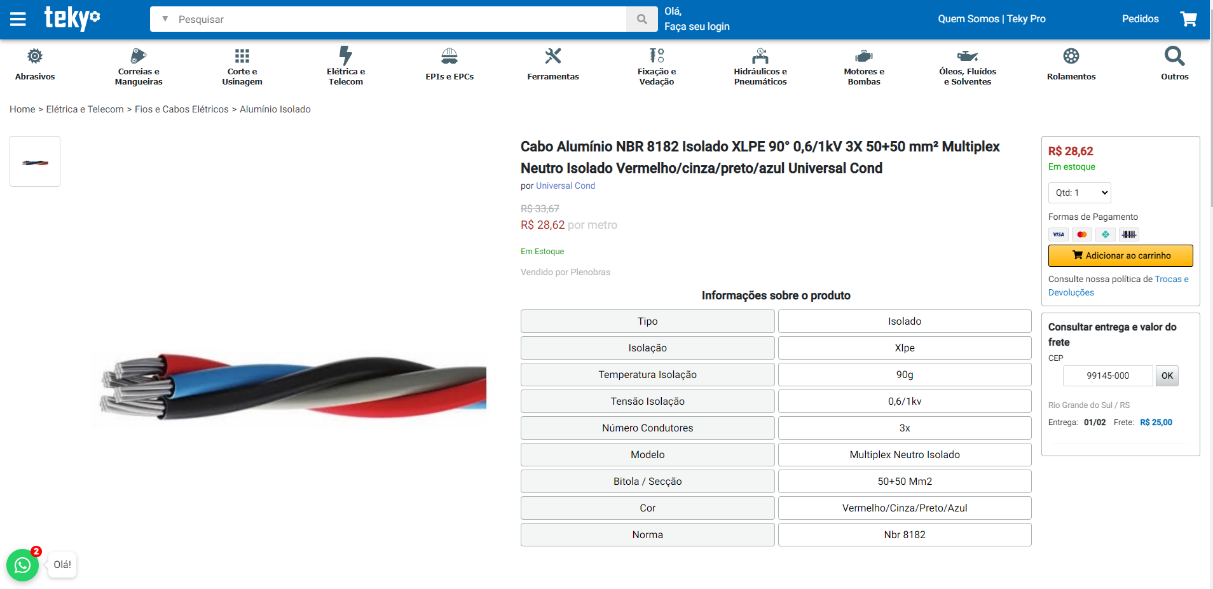 teky
Pesquisar
Olá,
Faça seu login
Quem Somos | Teky Pro
Pedidos
Abrasivos
Correias e
Mangueiras
Corte e
Usinagem
Elétrica e
Telecom
EPIs e EPCs
Ferramentas
Fixação e
Vedação
Hidráulicos e
Pneumáticos
Motores e
Bombas
Óleos, Fluídos
e Solventes
Rolamentos
Outros
Home > Elétrica e Telecom > Fios e Cabos Elétricos > Alumínio Isolado
Cabo Alumínio NBR 8182 Isolado XLPE 90° 0,6/1kV 3X 50+50 mm² Multiplex
Neutro Isolado Vermelho/cinza/preto/azul Universal Cond
por Universal Cond
R$ 33,67
R$ 28,62 por metro
Em Estoque
Vendido por Plenobras
Informações sobre o produto
Tipo Isolado
Isolação Xlpe
Temperatura Isolação 90g
Tensão Isolação 0,6/1kv
Número Condutores 3x
Modelo Multiplex Neutro Isolado
Bitola / Secção 50+50 Mm2
Cor Vermelho/Cinza/Preto/Azul
Norma Nbr 8182
R$ 28,62
Em estoque
Qtd: 1
Formas de Pagamento
VISA
Adicionar ao carrinho
Consulte nossa política de Trocas e
Devoluções
Consultar entrega e valor do
frete
CEP
99145-000 OK
Rio Grande do Sul / RS
Entrega: 01/02 Frete: R$ 25,00
2
Olá!